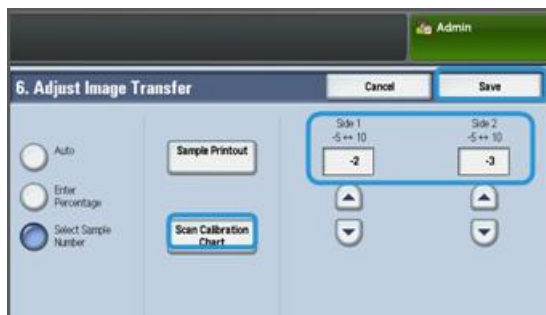 Admin
6. Adjust Image Transfer
Cancel
Save
Auto
Enter
Percentage
Select Sample
Number
Sample Printout
Scan Calibration
Chart
Side 1
-5 ↔ 10
-2
Side 2
-5 ↔ 10
-3